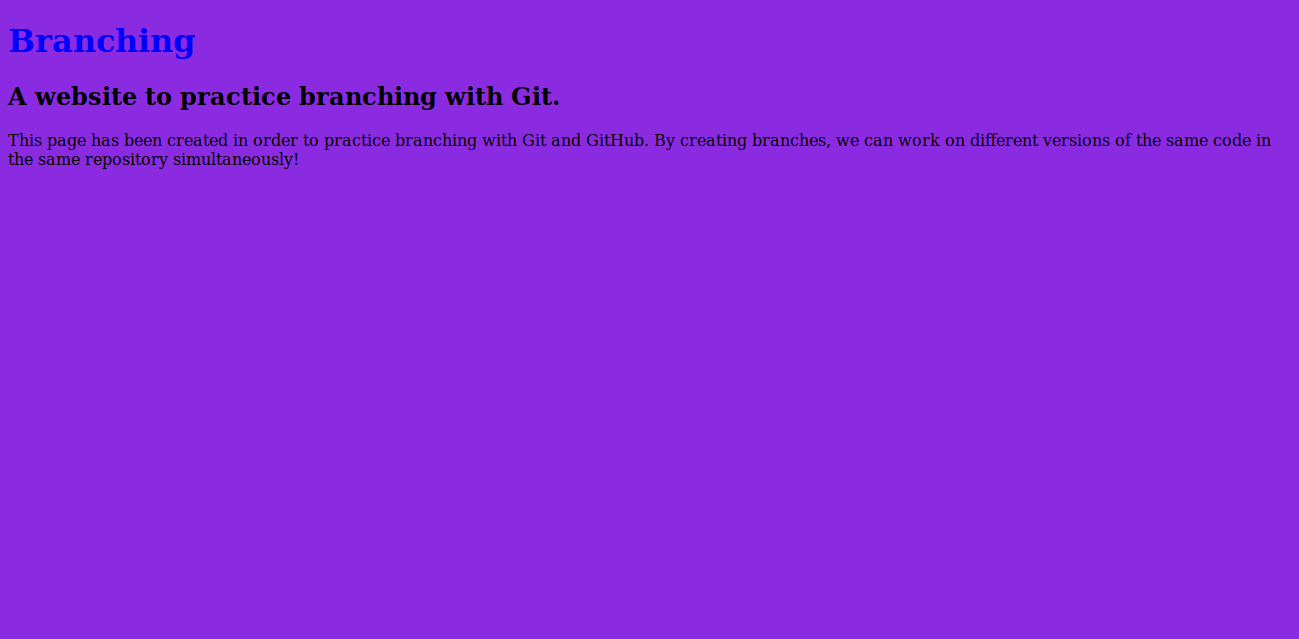 Branching
A website to practice branching with Git.
This page has been created in order to practice branching with Git and GitHub. By creating branches, we can work on different versions of the same code in
the same repository simultaneously!